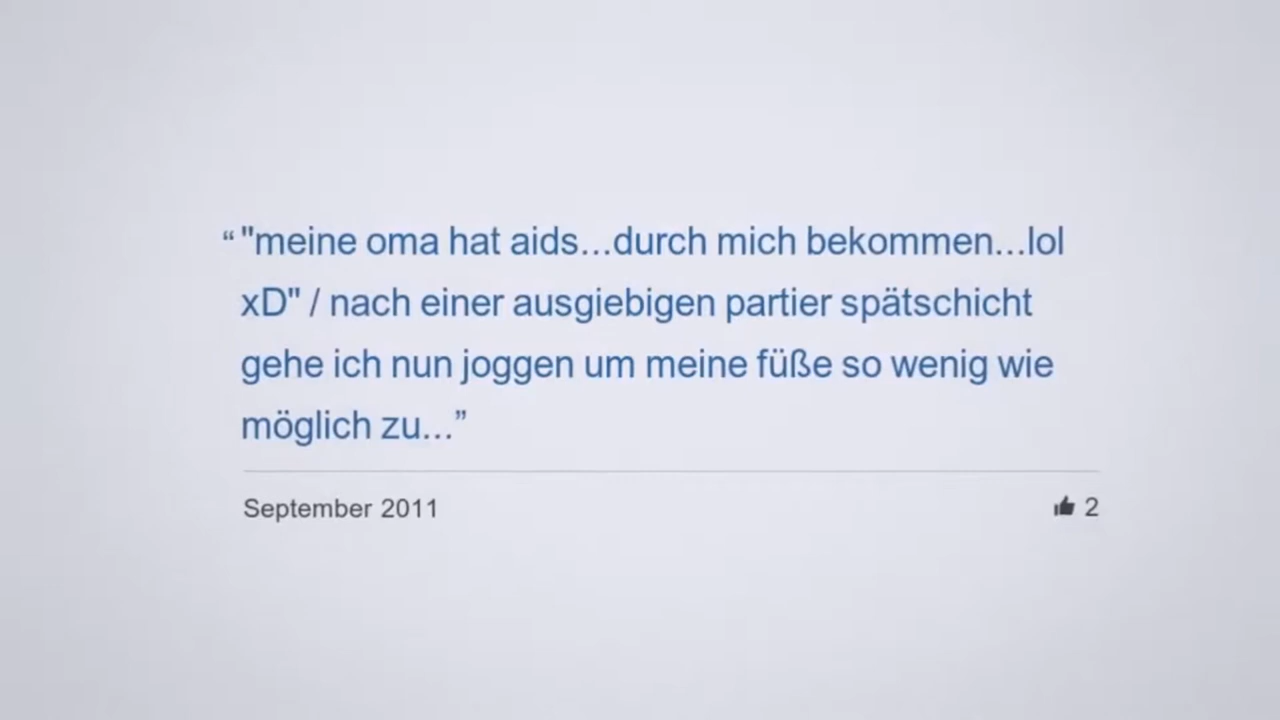 “"meine oma hat aids...durch mich bekommen...lol
xD" / nach einer ausgiebigen partier spätschicht
gehe ich nun joggen um meine füße so wenig wie
möglich zu...”
September 2011
2